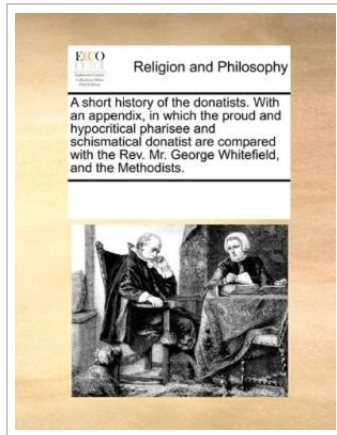 ECCO
Religion and Philosophy
A short history of the donatists. With
an appendix, in which the proud and
hypocritical pharisee and
schismatical donatist are compared
with the Rev. Mr. George Whitefield,
and the Methodists.